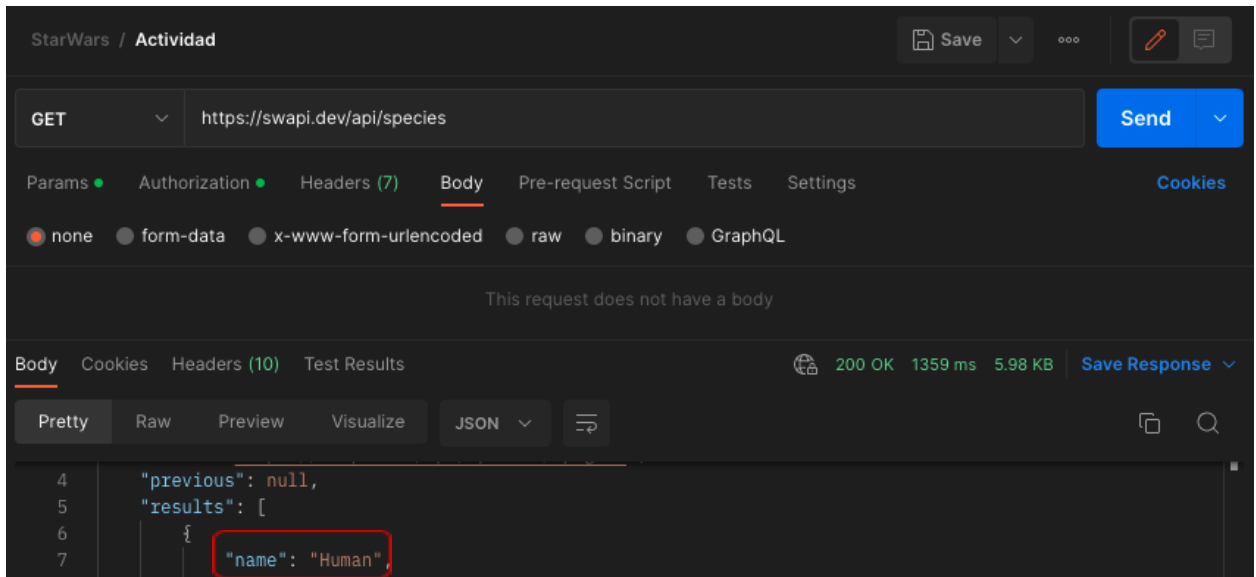 StarWars / Actividad Save ooo
GET https://swapi.dev/api/species Send
Params Authorization Headers (7) Body Pre-request Script Tests Settings Cookies
none form-data x-www-form-urlencoded raw binary GraphQL
This request does not have a body
Body Cookies Headers (10) Test Results 200 OK 1359 ms 5.98 KB Save Response
Pretty Raw Preview Visualize JSON
4 "previous": null,
5 "results": [
6 {
7 "name": "Human",